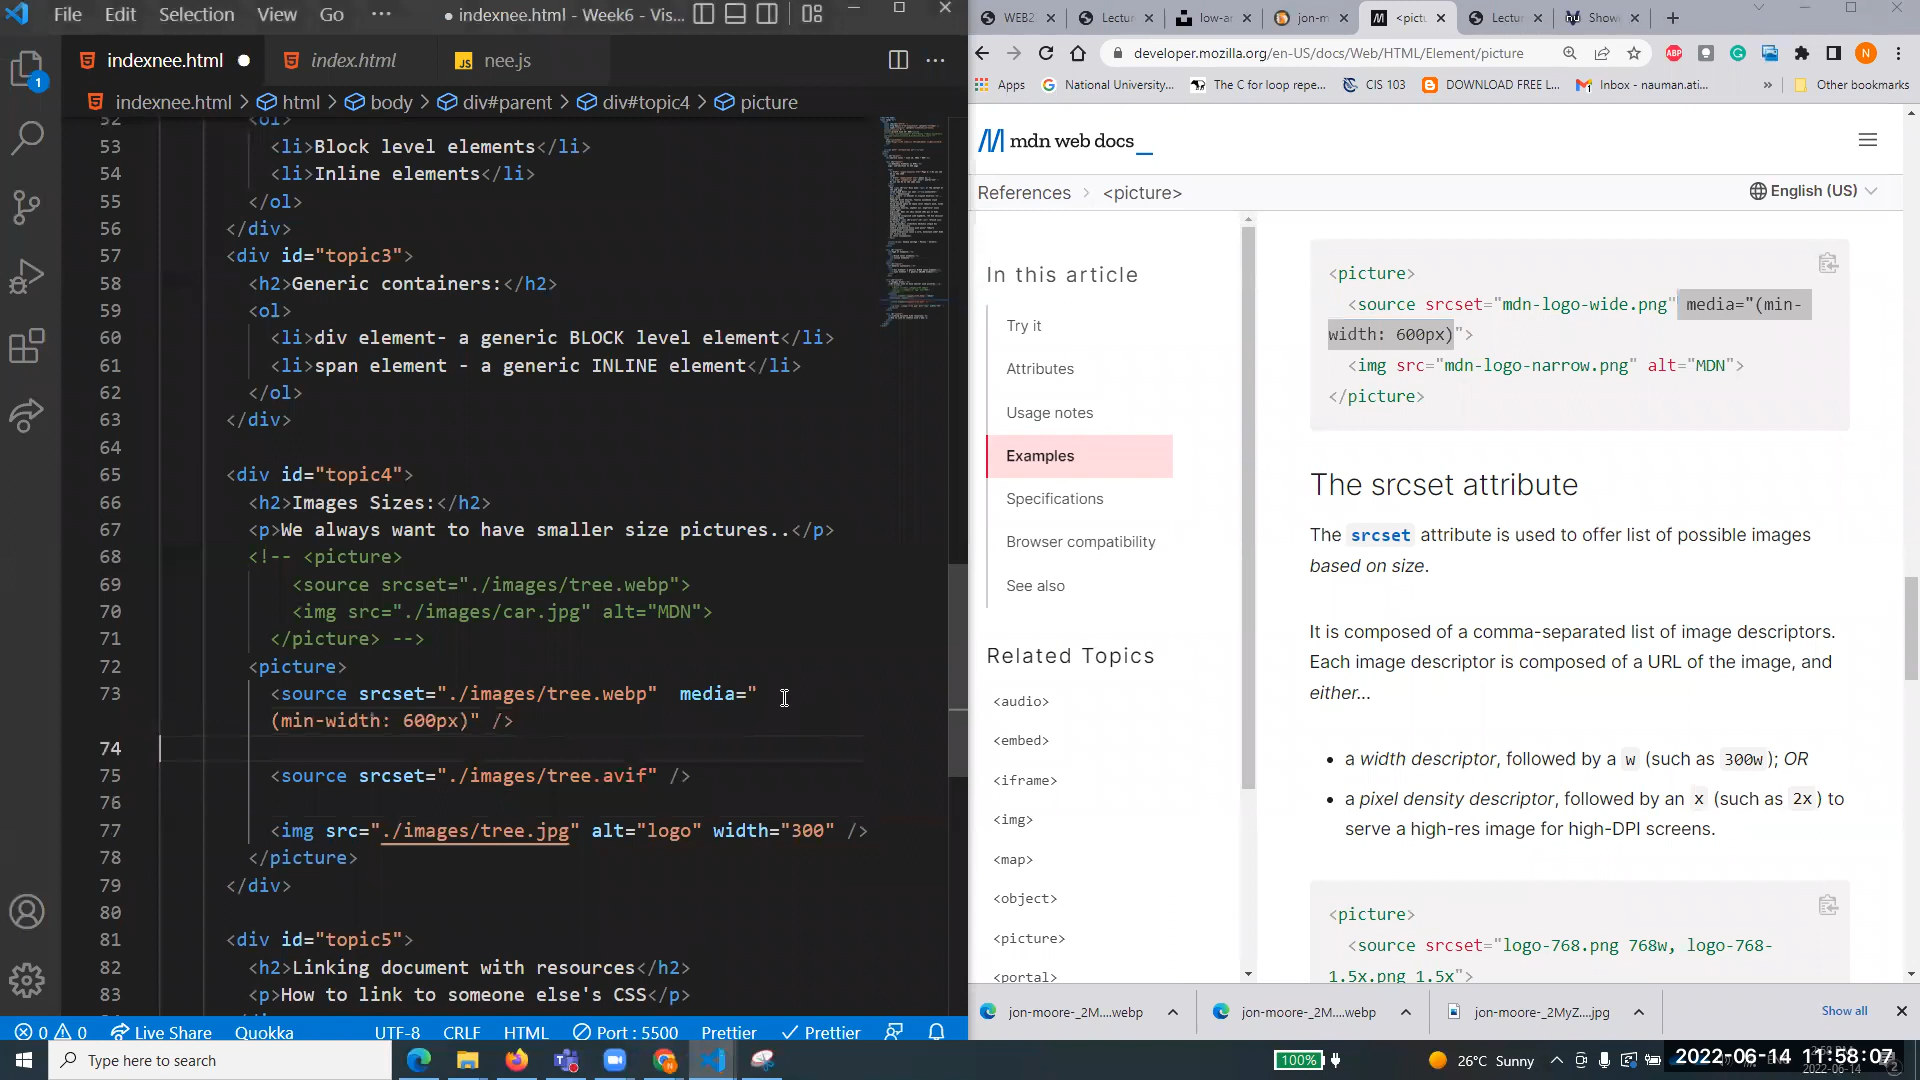 File Edit Selection View Go ··· ● indexnee.html - Week6 - Vis...
indexnee.html ● index.html JS nee.js
indexnee.html > html > body > div#parent > div#topic4 > picture
52 <ol>
53 <li>Block level elements</li>
54 <li>Inline elements</li>
55 </ol>
56 </div>
57 <div id="topic3">
58 <h2>Generic containers:</h2>
59 <ol>
60 <li>div element- a generic BLOCK level element</li>
61 <li>span element - a generic INLINE element</li>
62 </ol>
63 </div>
64
65 <div id="topic4">
66 <h2>Images Sizes:</h2>
67 <p>We always want to have smaller size pictures..</p>
68 <!-- <picture>
69 <source srcset="./images/tree.webp">
70 <img src="./images/car.jpg" alt="MDN">
71 </picture> -->
72 <picture>
73 <source srcset="./images/tree.webp"  media="
(min-width: 600px)" />
74
75 <source srcset="./images/tree.avif" />
76
77 <img src="./images/tree.jpg" alt="logo" width="300" />
78 </picture>
79 </div>
80
81 <div id="topic5">
82 <h2>Linking document with resources</h2>
83 <p>How to link to someone else's CSS</p>
1
0 0 Live Share Quokka UTF-8 CRLF HTML Port : 5500 Prettier Prettier
WEB2 Lectur low-ar jon-m <pictu Lectur Show
developer.mozilla.org/en-US/docs/Web/HTML/Element/picture ABP N
Apps National University... The C for loop repe... CIS 103 DOWNLOAD FREE L... Inbox - nauman.ati... » Other bookmarks
mdn web docs_
References > <picture> English (US)
In this article
Try it
Attributes
Usage notes
Examples
Specifications
Browser compatibility
See also
Related Topics
<audio>
<embed>
<iframe>
<img>
<map>
<object>
<picture>
<portal>
<picture>
<source srcset="mdn-logo-wide.png" media="(min-
width: 600px)">
<img src="mdn-logo-narrow.png" alt="MDN">
</picture>
The srcset attribute
The srcset attribute is used to offer list of possible images
based on size.
It is composed of a comma-separated list of image descriptors.
Each image descriptor is composed of a URL of the image, and
either...
• a width descriptor, followed by a w (such as 300w); OR
• a pixel density descriptor, followed by an x (such as 2x) to
serve a high-res image for high-DPI screens.
<picture>
<source srcset="logo-768.png 768w, logo-768-
1.5x.png 1.5x">
jon-moore-_2M....webp jon-moore-_2M....webp jon-moore-_2MyZ....jpg Show all
Type here to search 100% 26°C Sunny 2022-06-14 11:58:07
2022-06-14